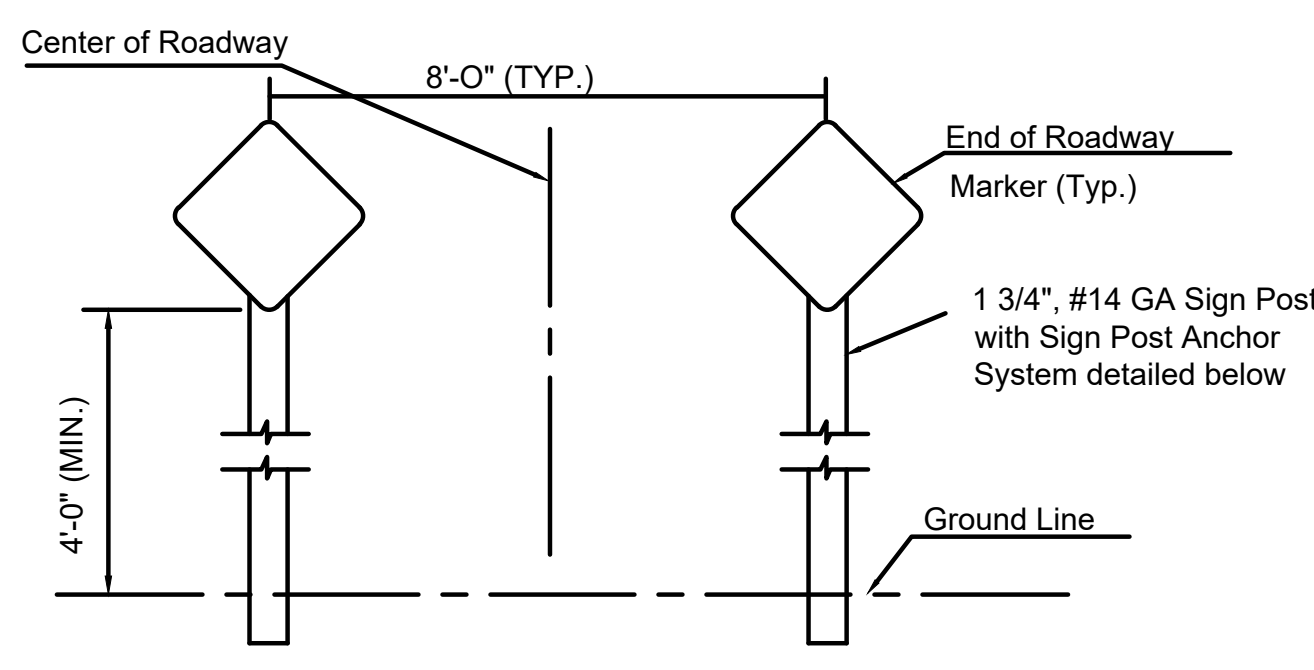 Center of Roadway
8'-O" (TYP.)
End of Roadway
Marker (Typ.)
1 3/4", #14 GA Sign Post
with Sign Post Anchor
System detailed below
4'-0" (MIN.)
Ground Line